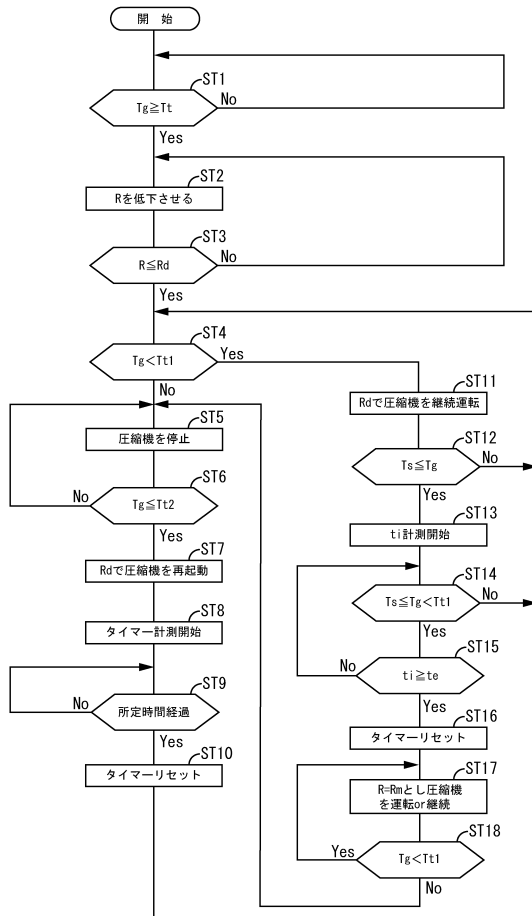 開 始
ST1
Tg≧Tt
No
Yes
ST2
Rを低下させる
ST3
R≦Rd
No
Yes
ST4
Tg<Tt1
Yes
No
ST5
圧縮機を停止
ST6
Tg≦Tt2
No
Yes
ST7
Rdで圧縮機を再起動
ST8
タイマー計測開始
ST9
所定時間経過
No
Yes
ST10
タイマーリセット
ST11
Rdで圧縮機を継続運転
ST12
Ts≦Tg
No
Yes
ST13
ti計測開始
ST14
Ts≦Tg<Tt1
No
Yes
ST15
ti≧te
No
Yes
ST16
タイマーリセット
ST17
R=Rmとし圧縮機
を運転or継続
ST18
Tg<Tt1
Yes
No